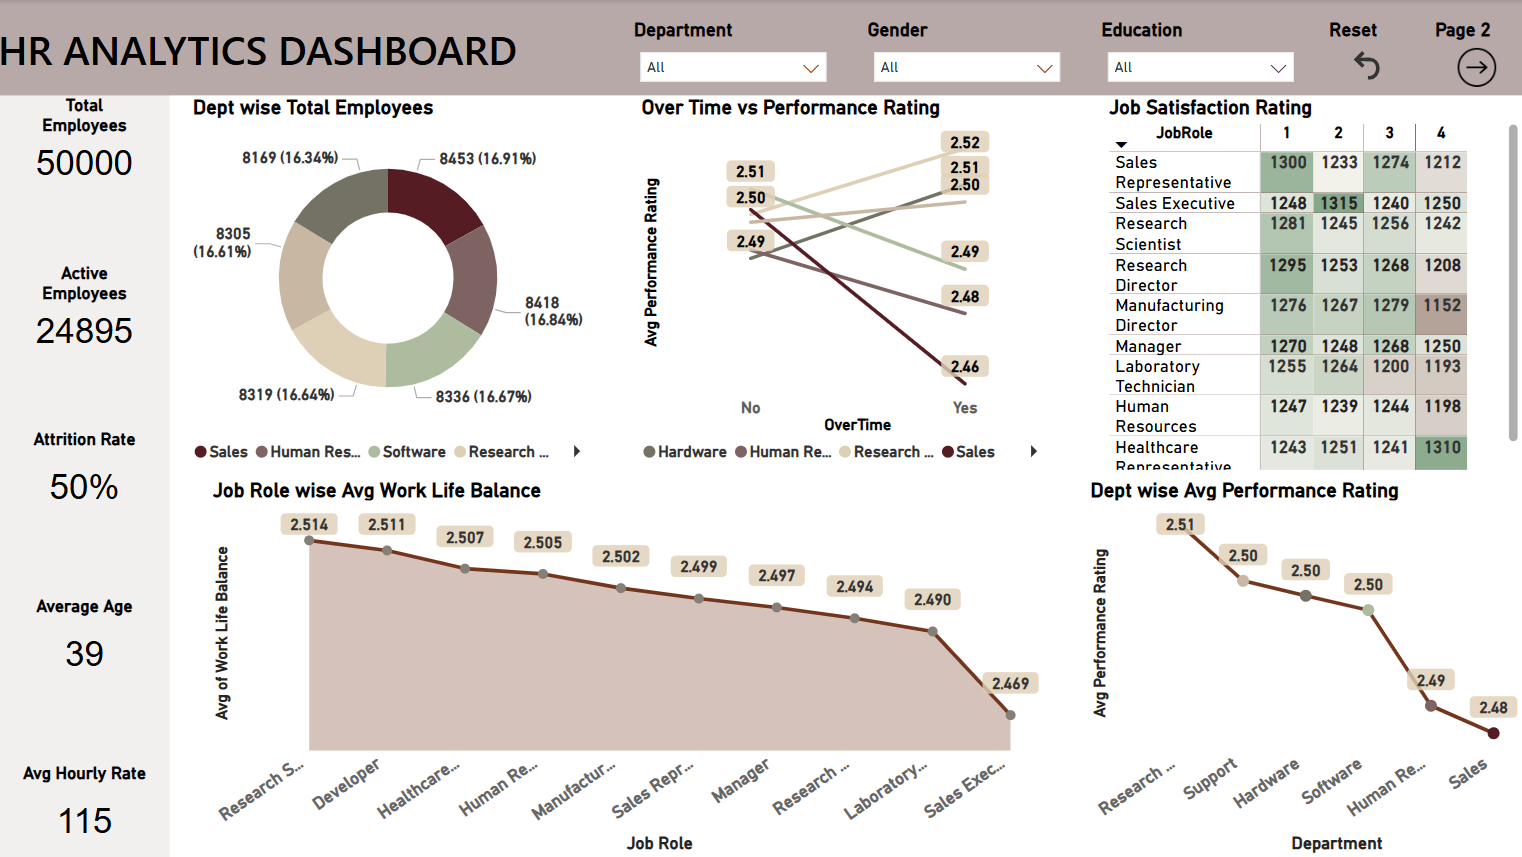 HR ANALYTICS DASHBOARD
Department
All
Gender
All
Education
All
Reset
Page 2
Total
Employees
50000
Active
Employees
24895
Attrition Rate
50%
Average Age
39
Avg Hourly Rate
115
Dept wise Total Employees
8169 (16.34%)
8453 (16.91%)
8305
(16.61%)
8418
(16.84%)
8319 (16.64%)
8336 (16.67%)
Sales Human Res... Software Research ...
Over Time vs Performance Rating
Avg Performance Rating
2.51
2.50
2.49
2.52
2.51
2.50
2.49
2.48
2.46
No Yes
OverTime
Hardware Human Re... Research ... Sales
Job Satisfaction Rating
JobRole 1 2 3 4
Sales
Representative 1300 1233 1274 1212
Sales Executive 1248 1315 1240 1250
Research
Scientist 1281 1245 1256 1242
Research
Director 1295 1253 1268 1208
Manufacturing
Director 1276 1267 1279 1152
Manager 1270 1248 1268 1250
Laboratory
Technician 1255 1264 1200 1193
Human
Resources 1247 1239 1244 1198
Healthcare
Representative 1243 1251 1241 1310
Job Role wise Avg Work Life Balance
Avg of Work Life Balance
2.514 2.511 2.507 2.505 2.502 2.499 2.497 2.494 2.490 2.469
Research S... Developer Healthcare... Human Re... Manufactur... Sales Repr... Manager Research ... Laboratory... Sales Exec...
Job Role
Dept wise Avg Performance Rating
Avg Performance Rating
2.51 2.50 2.50 2.50 2.49 2.48
Research ... Support Hardware Software Human Re... Sales
Department